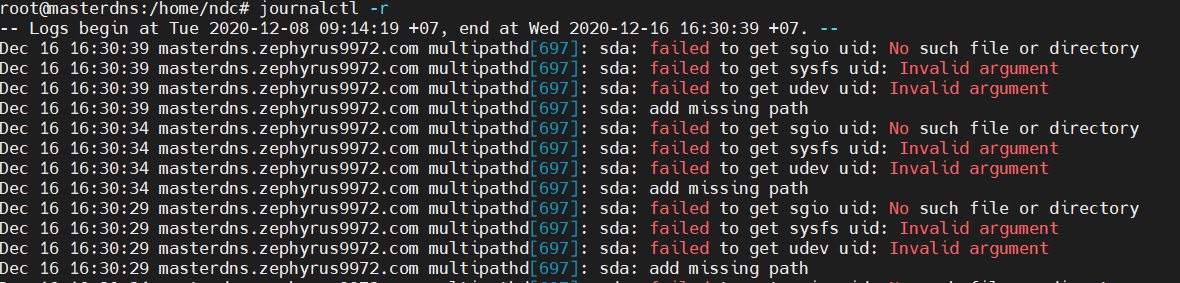 root@masterdns:/home/ndc# journalctl -r
-- Logs begin at Tue 2020-12-08 09:14:19 +07, end at Wed 2020-12-16 16:30:39 +07. --
Dec 16 16:30:39 masterdns.zephyrus9972.com multipathd[697]: sda: failed to get sgio uid: No such file or directory
Dec 16 16:30:39 masterdns.zephyrus9972.com multipathd[697]: sda: failed to get sysfs uid: Invalid argument
Dec 16 16:30:39 masterdns.zephyrus9972.com multipathd[697]: sda: failed to get udev uid: Invalid argument
Dec 16 16:30:39 masterdns.zephyrus9972.com multipathd[697]: sda: add missing path
Dec 16 16:30:34 masterdns.zephyrus9972.com multipathd[697]: sda: failed to get sgio uid: No such file or directory
Dec 16 16:30:34 masterdns.zephyrus9972.com multipathd[697]: sda: failed to get sysfs uid: Invalid argument
Dec 16 16:30:34 masterdns.zephyrus9972.com multipathd[697]: sda: failed to get udev uid: Invalid argument
Dec 16 16:30:34 masterdns.zephyrus9972.com multipathd[697]: sda: add missing path
Dec 16 16:30:29 masterdns.zephyrus9972.com multipathd[697]: sda: failed to get sgio uid: No such file or directory
Dec 16 16:30:29 masterdns.zephyrus9972.com multipathd[697]: sda: failed to get sysfs uid: Invalid argument
Dec 16 16:30:29 masterdns.zephyrus9972.com multipathd[697]: sda: failed to get udev uid: Invalid argument
Dec 16 16:30:29 masterdns.zephyrus9972.com multipathd[697]: sda: add missing path